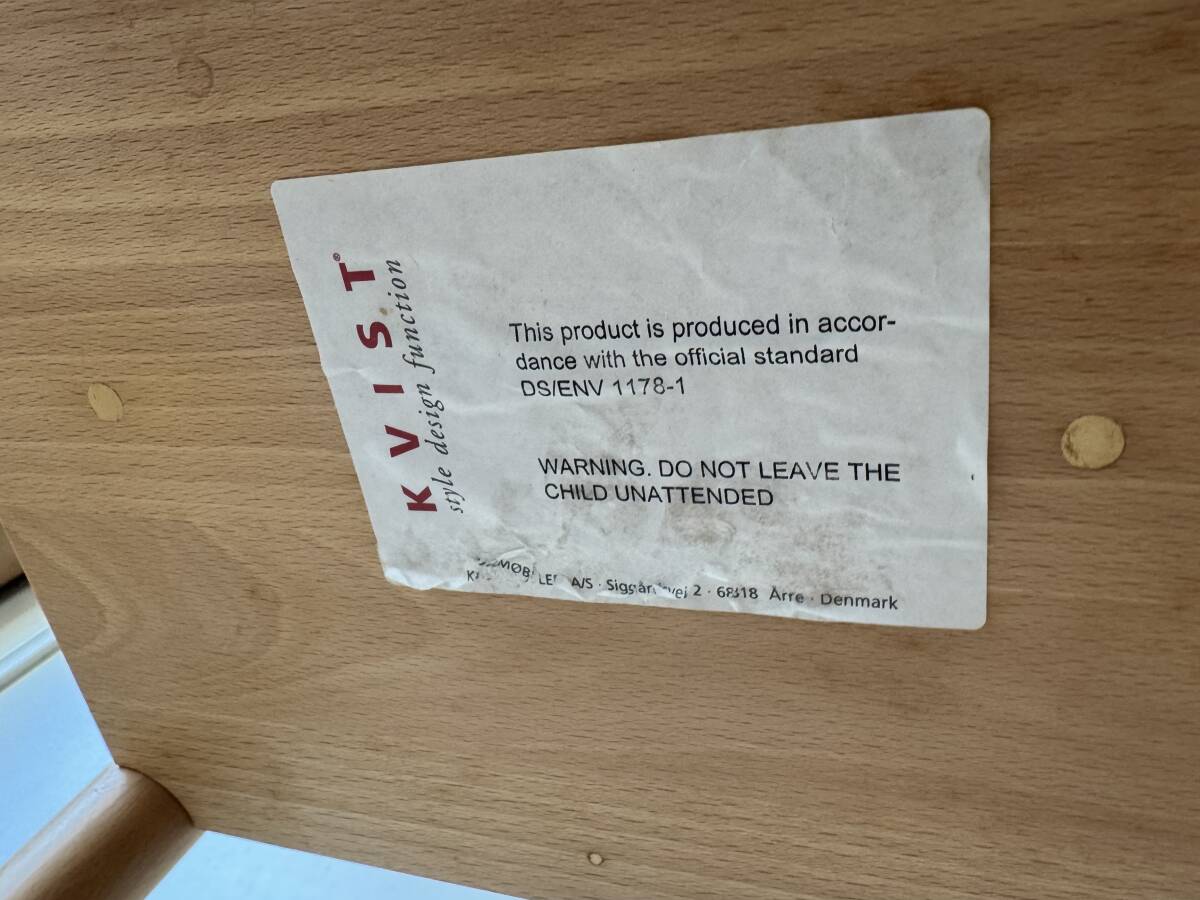 KVIST®
style design function
This product is produced in accor-
dance with the official standard
DS/ENV 1178-1
WARNING. DO NOT LEAVE THE
CHILD UNATTENDED
A/S · 2 · Årre · Denmark